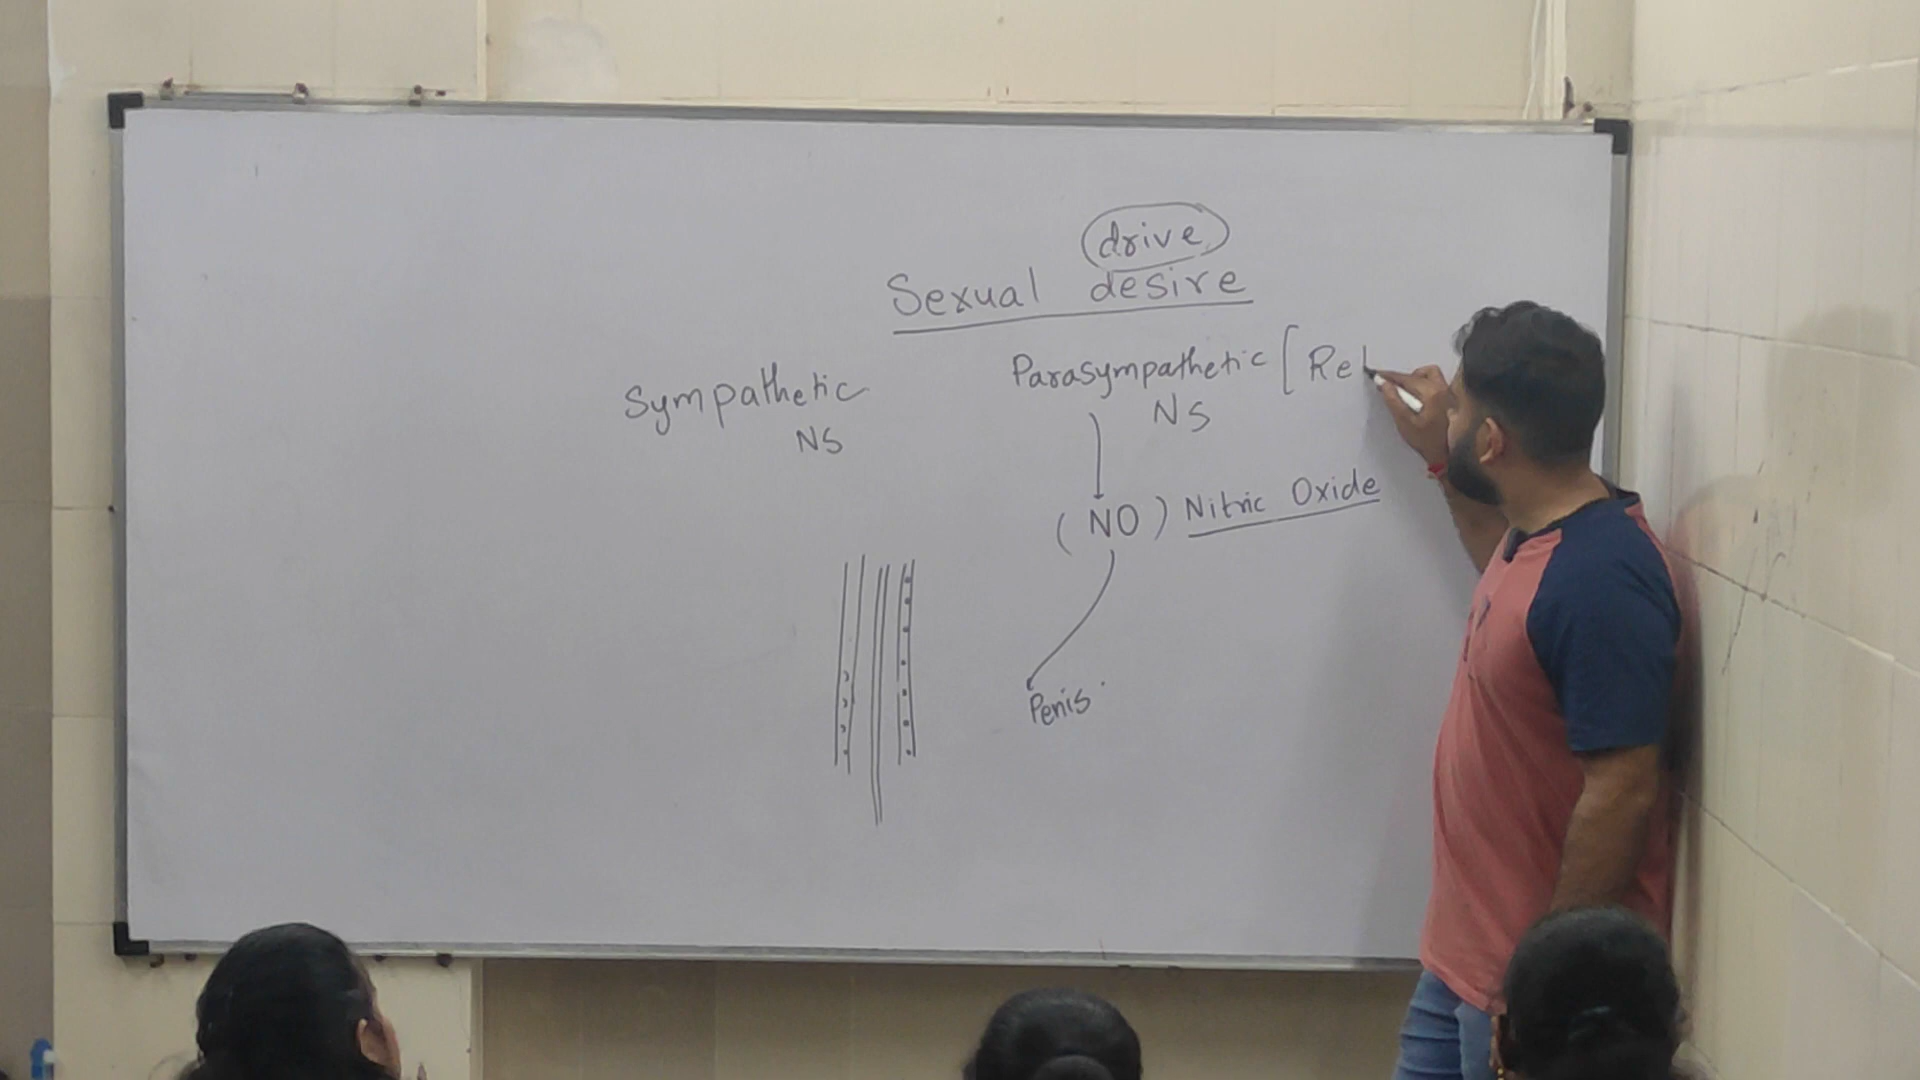 drive
Sexual desire
Sympathetic
NS
Parasympathetic [Rel
NS
(NO) Nitric Oxide
Penis